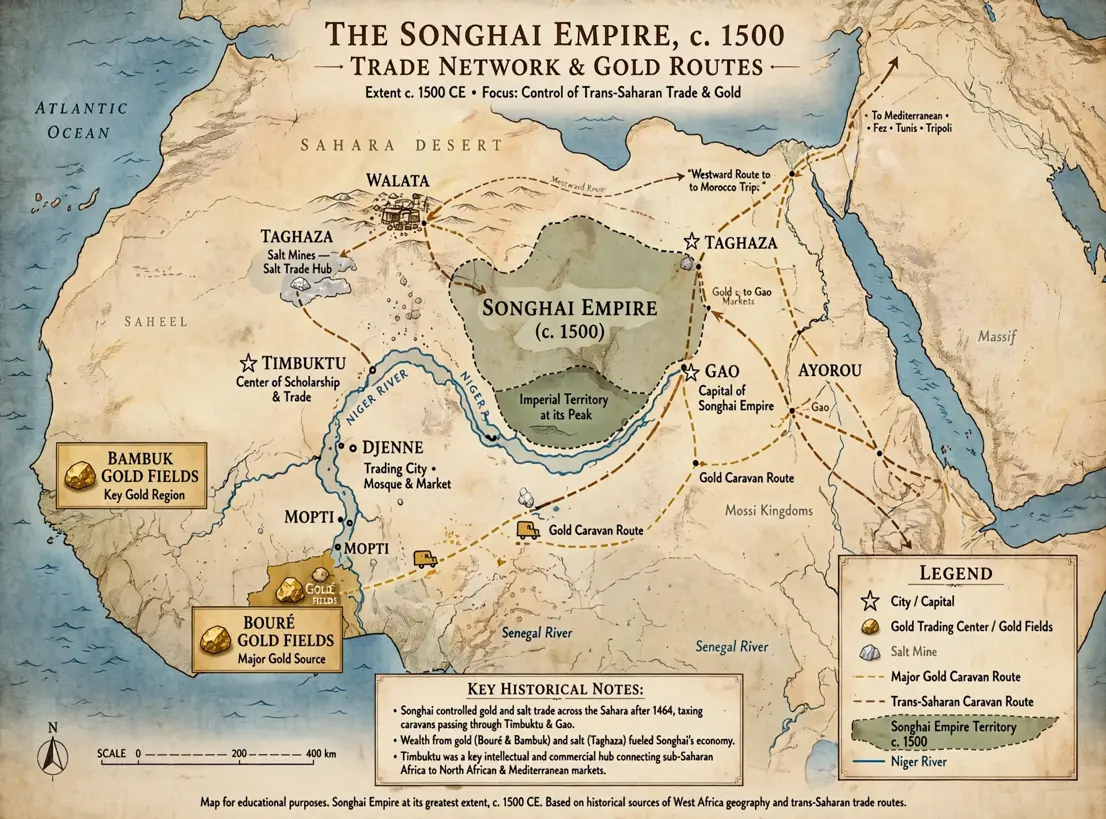 THE SONGHAI EMPIRE, c. 1500
TRADE NETWORK & GOLD ROUTES
Extent c. 1500 CE • Focus: Control of Trans-Saharan Trade & Gold
ATLANTIC
OCEAN
SAHARA DESERT
• To Mediterranean •
• Fez • Tunis • Tripoli
WALATA
"Westward Route to
to Morocco Trip. "
TAGHAZA
Salt Mines —
Salt Trade Hub
TAGHAZA
Gold
to Gao
Markets
SONGHAI EMPIRE
(c. 1500)
SAHEEL
Massif
TIMBUKTU
Center of Scholarship
& Trade
NIGER RIVER
NIGER R
GAO
Capital of
Songhai Empire
AYOROU
Imperial Territory
at its Peak
Gao
DJENNE
Trading City •
Mosque & Market
BAMBUK
GOLD FIELDS
Key Gold Region
Gold Caravan Route
Mossi Kingdoms
MOPTI
Gold Caravan Route
MOPTI
GOLD
FIELDS
BOURÉ
GOLD FIELDS
Major Gold Source
Senegal River
Senegal River
LEGEND
City / Capital
Gold Trading Center / Gold Fields
Salt Mine
Major Gold Caravan Route
Trans-Saharan Caravan Route
Songhai Empire Territory
c. 1500
Niger River
KEY HISTORICAL NOTES:
• Songhai controlled gold and salt trade across the Sahara after 1464, taxing
caravans passing through Timbuktu & Gao.
• Wealth from gold (Bouré & Bambuk) and salt (Taghaza) fueled Songhai's economy.
• Timbuktu was a key intellectual and commercial hub connecting sub-Saharan
Africa to North African & Mediterranean markets.
N
SCALE 0 200 400 km
Map for educational purposes. Songhai Empire at its greatest extent, c. 1500 CE. Based on historical sources of West Africa geography and trans-Saharan trade routes.